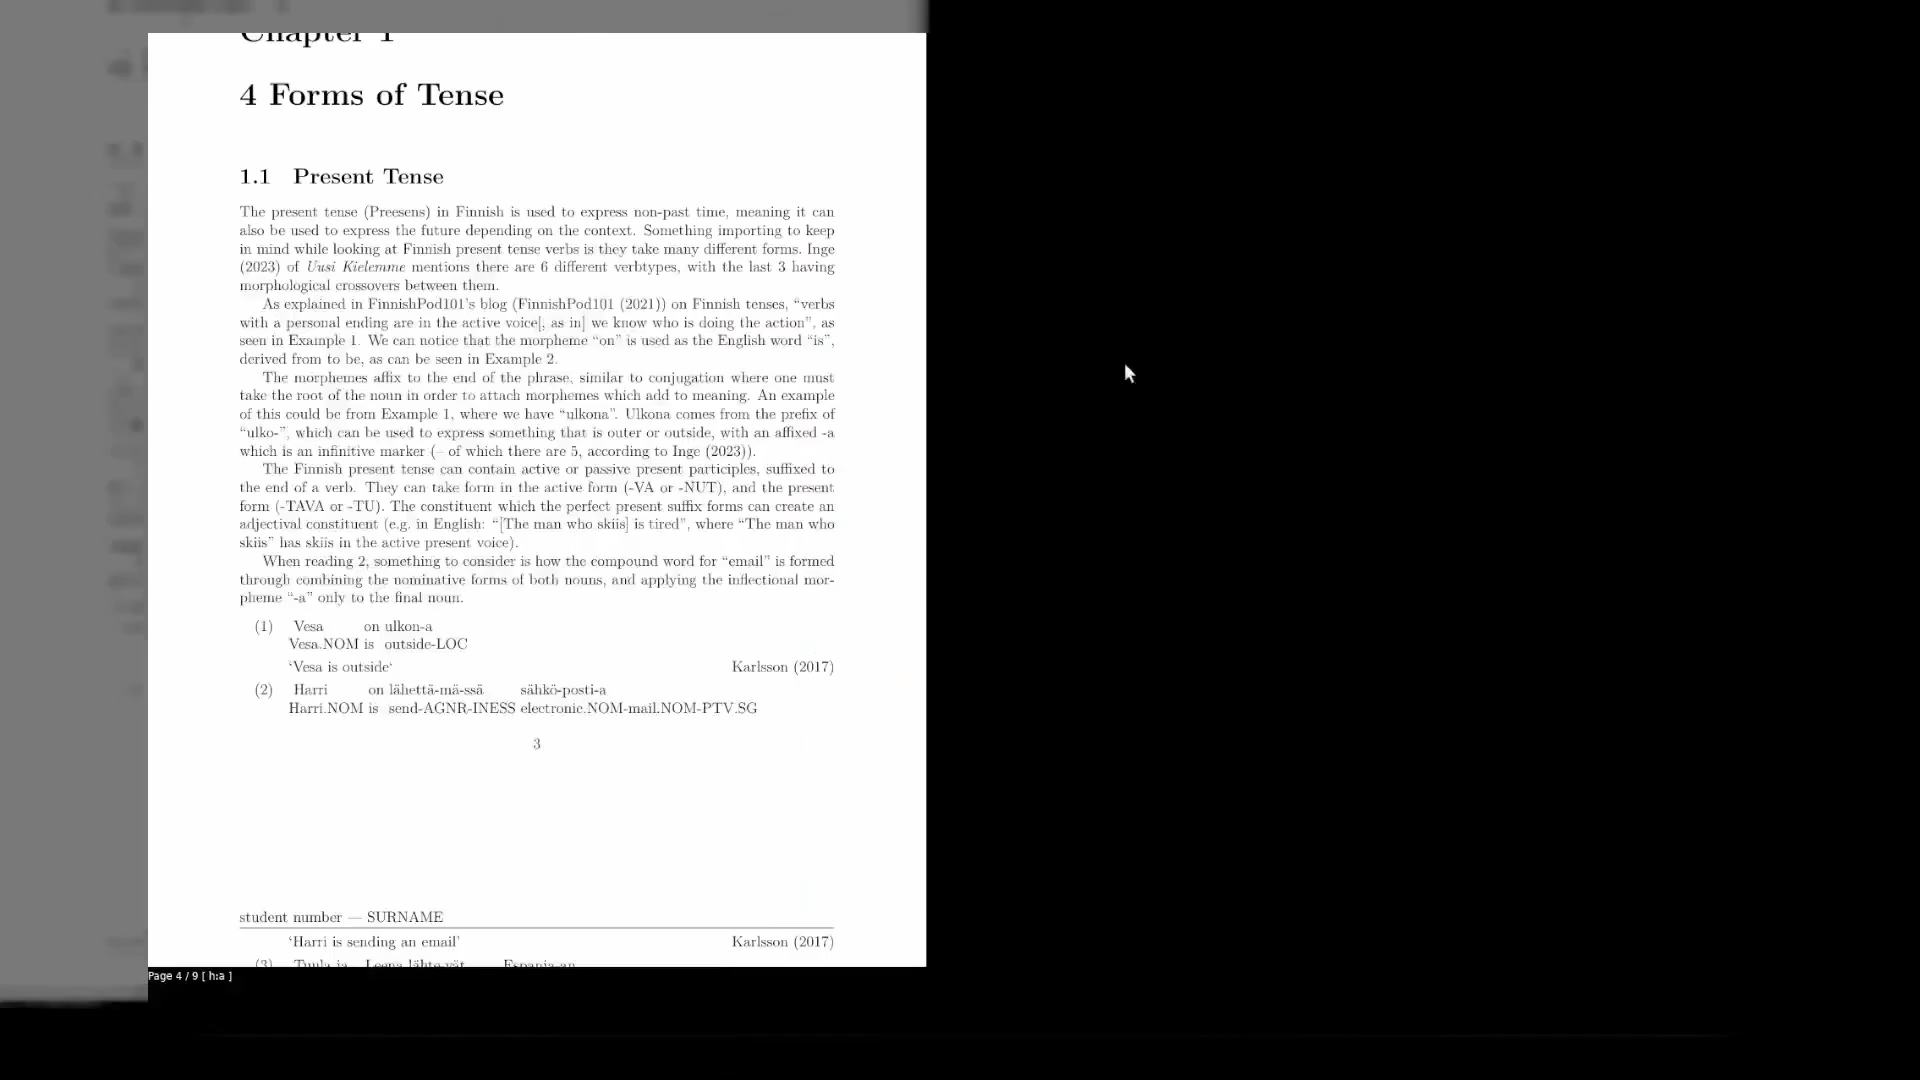 Chapter 1
4 Forms of Tense
1.1 Present Tense
The present tense (Preesens) in Finnish is used to express non-past time, meaning it can
also be used to express the future depending on the context. Something importing to keep
in mind while looking at Finnish present tense verbs is they take many different forms. Inge
(2023) of Uusi Kielemme mentions there are 6 different verbtypes, with the last 3 having
morphological crossovers between them.
As explained in FinnishPod101's blog (FinnishPod101 (2021)) on Finnish tenses, “verbs
with a personal ending are in the active voice[, as in] we know who is doing the action”, as
seen in Example 1. We can notice that the morpheme “on” is used as the English word “is”,
derived from to be, as can be seen in Example 2.
The morphemes affix to the end of the phrase, similar to conjugation where one must
take the root of the noun in order to attach morphemes which add to meaning. An example
of this could be from Example 1, where we have “ulkona”. Ulkona comes from the prefix of
“ulko-”, which can be used to express something that is outer or outside, with an affixed -a
which is an infinitive marker (– of which there are 5, according to Inge (2023)).
The Finnish present tense can contain active or passive present participles, suffixed to
the end of a verb. They can take form in the active form (-VA or -NUT), and the present
form (-TAVA or -TU). The constituent which the perfect present suffix forms can create an
adjectival constituent (e.g. in English: “[The man who skiis] is tired”, where “The man who
skiis” has skiis in the active present voice).
When reading 2, something to consider is how the compound word for “email” is formed
through combining the nominative forms of both nouns, and applying the inflectional mor-
pheme “-a” only to the final noun.
(1) Vesa on ulkon-a
Vesa.NOM is outside-LOC
‘Vesa is outside‘ Karlsson (2017)
(2) Harri on lähettä-mä-ssä sähkö-posti-a
Harri.NOM is send-AGNR-INESS electronic.NOM-mail.NOM-PTV.SG
3
student number — SURNAME
‘Harri is sending an email’ Karlsson (2017)
(3) Tuula ja Leena lähte-vät Espanja-an
Page 4 / 9 [ h:a ]